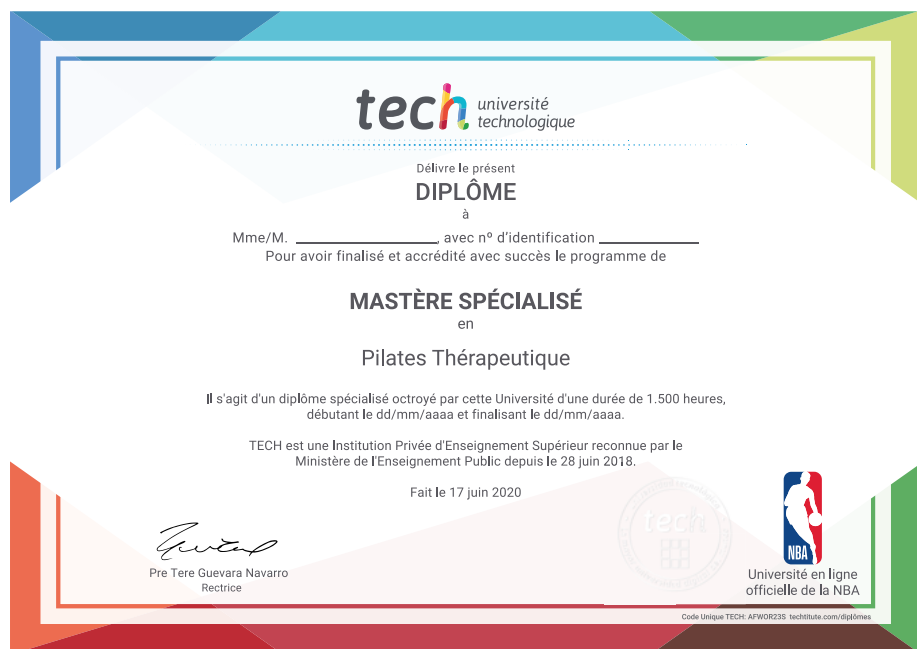 tech université
technologique
Délivre le présent
DIPLÔME
à
Mme/M. ____________________, avec nº d'identification ______________
Pour avoir finalisé et accrédité avec succès le programme de
MASTÈRE SPÉCIALISÉ
en
Pilates Thérapeutique
Il s'agit d'un diplôme spécialisé octroyé par cette Université d'une durée de 1.500 heures,
débutant le dd/mm/aaaa et finalisant le dd/mm/aaaa.
TECH est une Institution Privée d'Enseignement Supérieur reconnue par le
Ministère de l'Enseignement Public depuis le 28 juin 2018.
Fait le 17 juin 2020
tech
NBA
Pre Tere Guevara Navarro
Rectrice
Université en ligne
officielle de la NBA
Code Unique TECH: AFWOR23S techtitute.com/diplômes